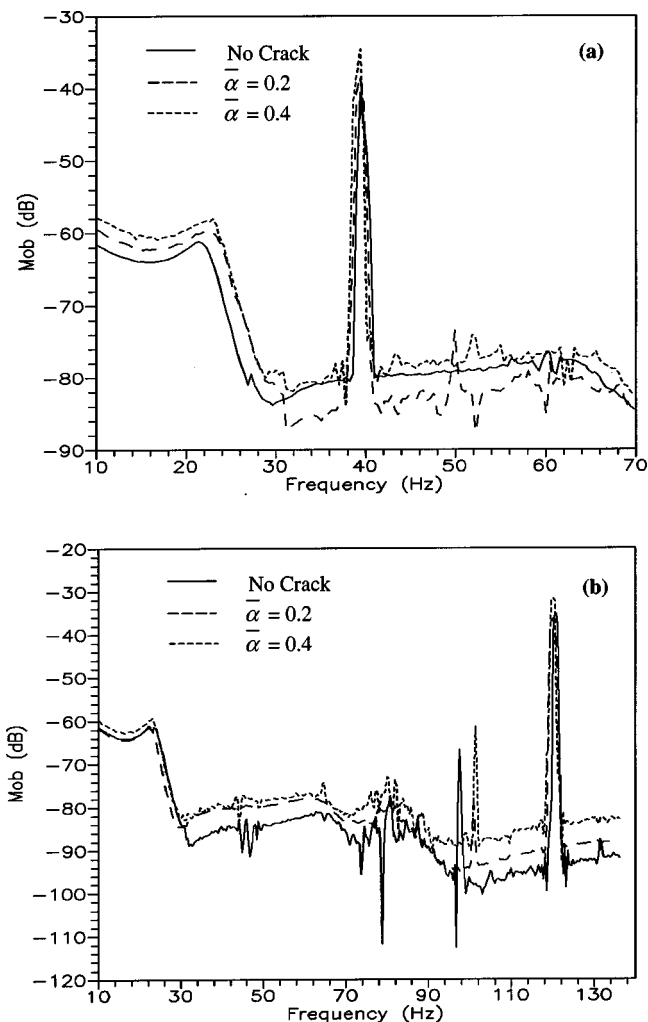 −30
−40
−50
−60
−70
−80
−90
Mob (dB)
No Crack
α̅ = 0.2
α̅ = 0.4
(a)
10 20 30 40 50 60 70
Frequency (Hz)
−20
−30
−40
−50
−60
−70
−80
−90
−100
−110
−120
Mob (dB)
No Crack
α̅ = 0.2
α̅ = 0.4
(b)
10 30 50 70 90 110 130
Frequency (Hz)